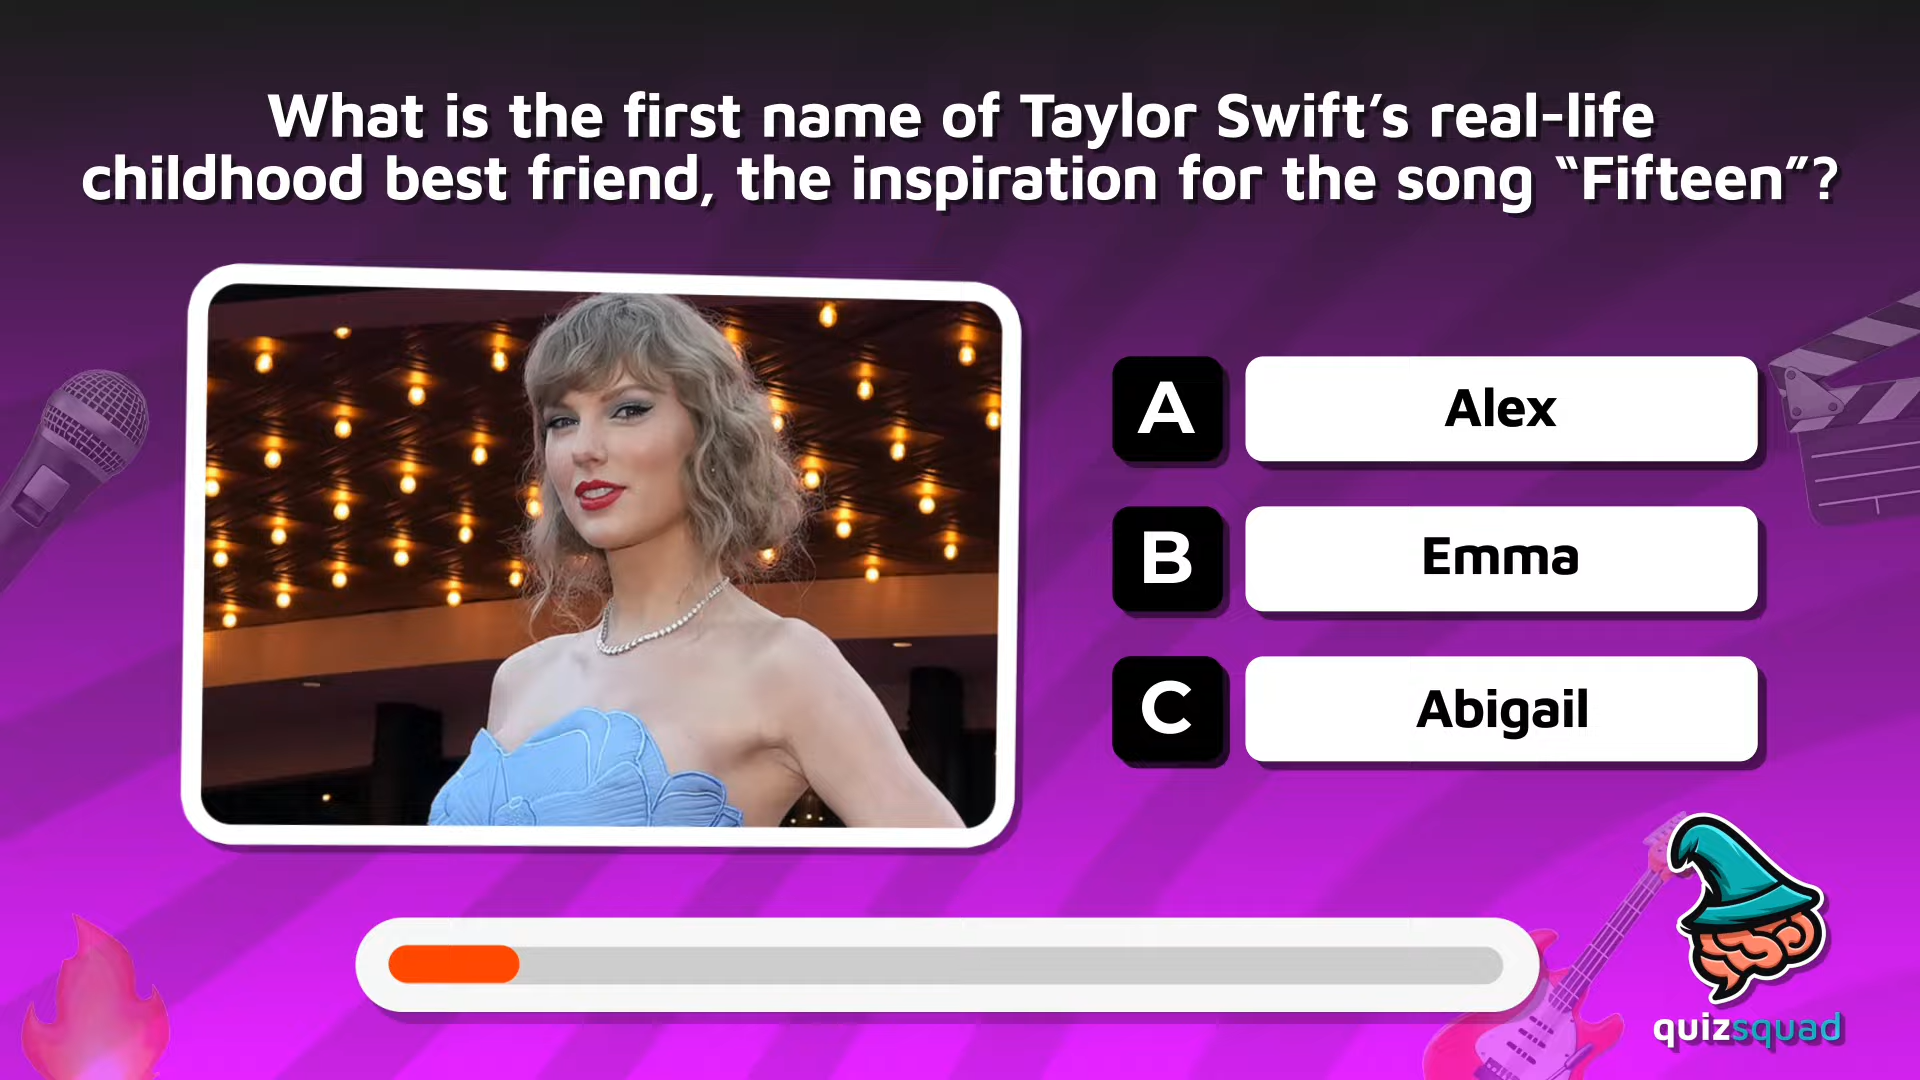 What is the first name of Taylor Swift’s real-life
childhood best friend, the inspiration for the song “Fifteen”?
A Alex
B Emma
C Abigail
quizsquad